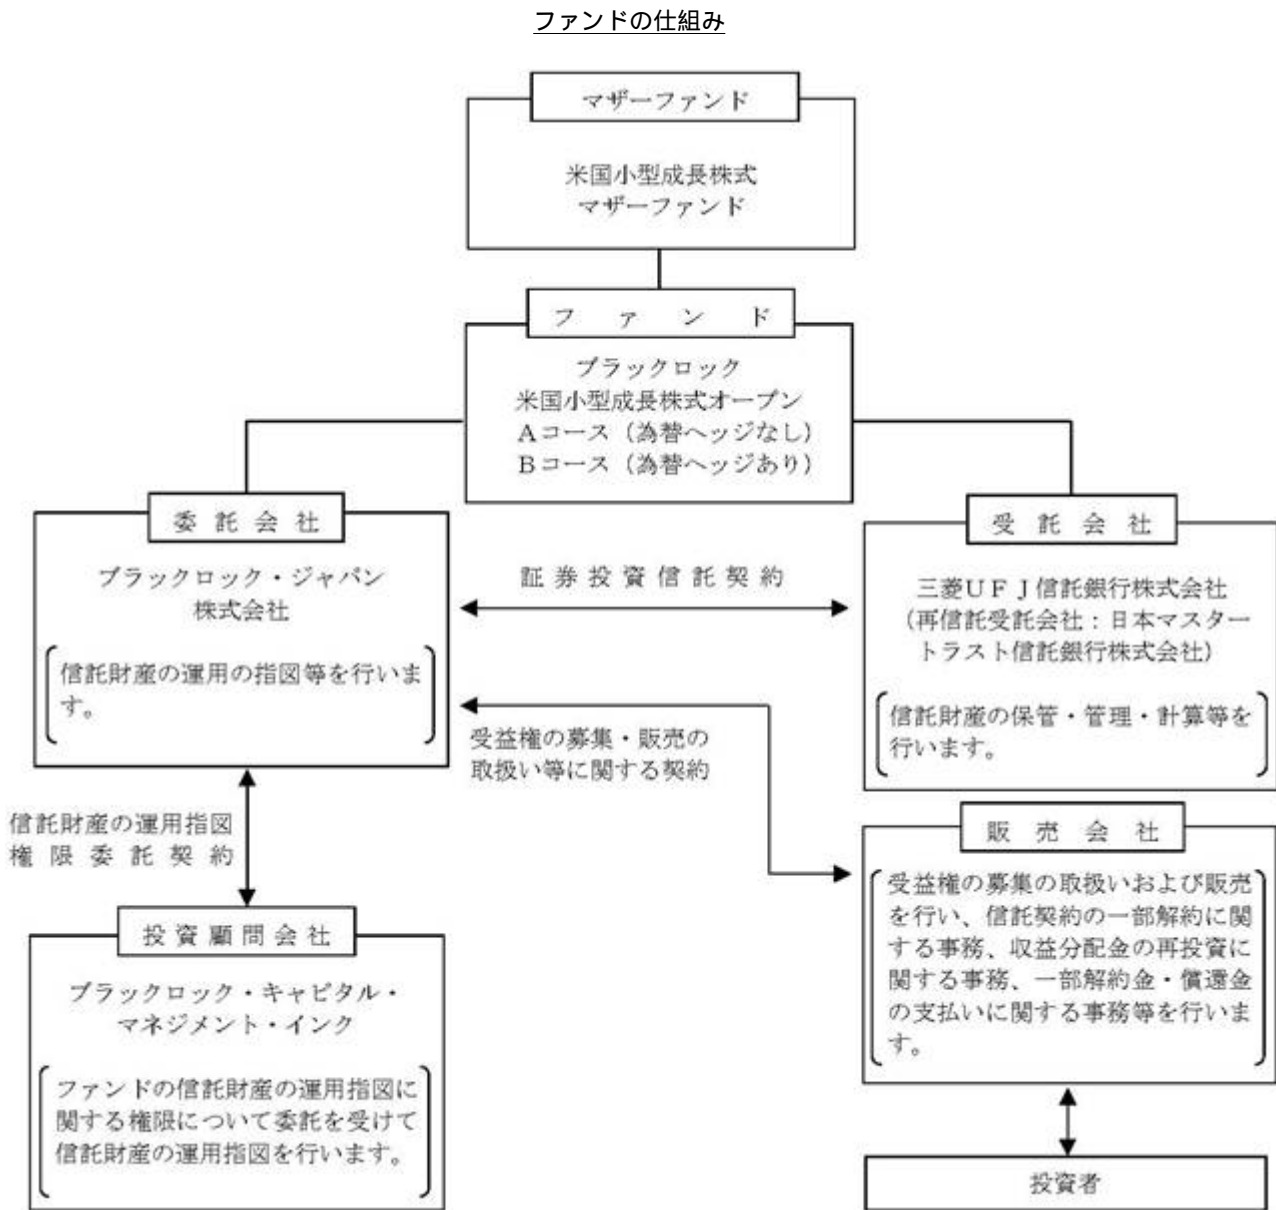 ファンドの仕組み
マザーファンド
米国小型成長株式
マザーファンド
ファンド
ブラックロック
米国小型成長株式オープン
Aコース（為替ヘッジなし）
Bコース（為替ヘッジあり）
委託会社
ブラックロック・ジャパン
株式会社
信託財産の運用の指図等を行いま
す。
証券投資信託契約
受託会社
三菱UFJ信託銀行株式会社
（再信託受託会社：日本マスター
トラスト信託銀行株式会社）
信託財産の保管・管理・計算等を
行います。
受益権の募集・販売の
取扱い等に関する契約
信託財産の運用指図
権限委託契約
販売会社
受益権の募集の取扱いおよび販売
を行い、信託契約の一部解約に関
する事務、収益分配金の再投資に
関する事務、一部解約金・償還金
の支払いに関する事務等を行いま
す。
投資顧問会社
ブラックロック・キャピタル・
マネジメント・インク
ファンドの信託財産の運用指図に
関する権限について委託を受けて
信託財産の運用指図を行います。
投資者